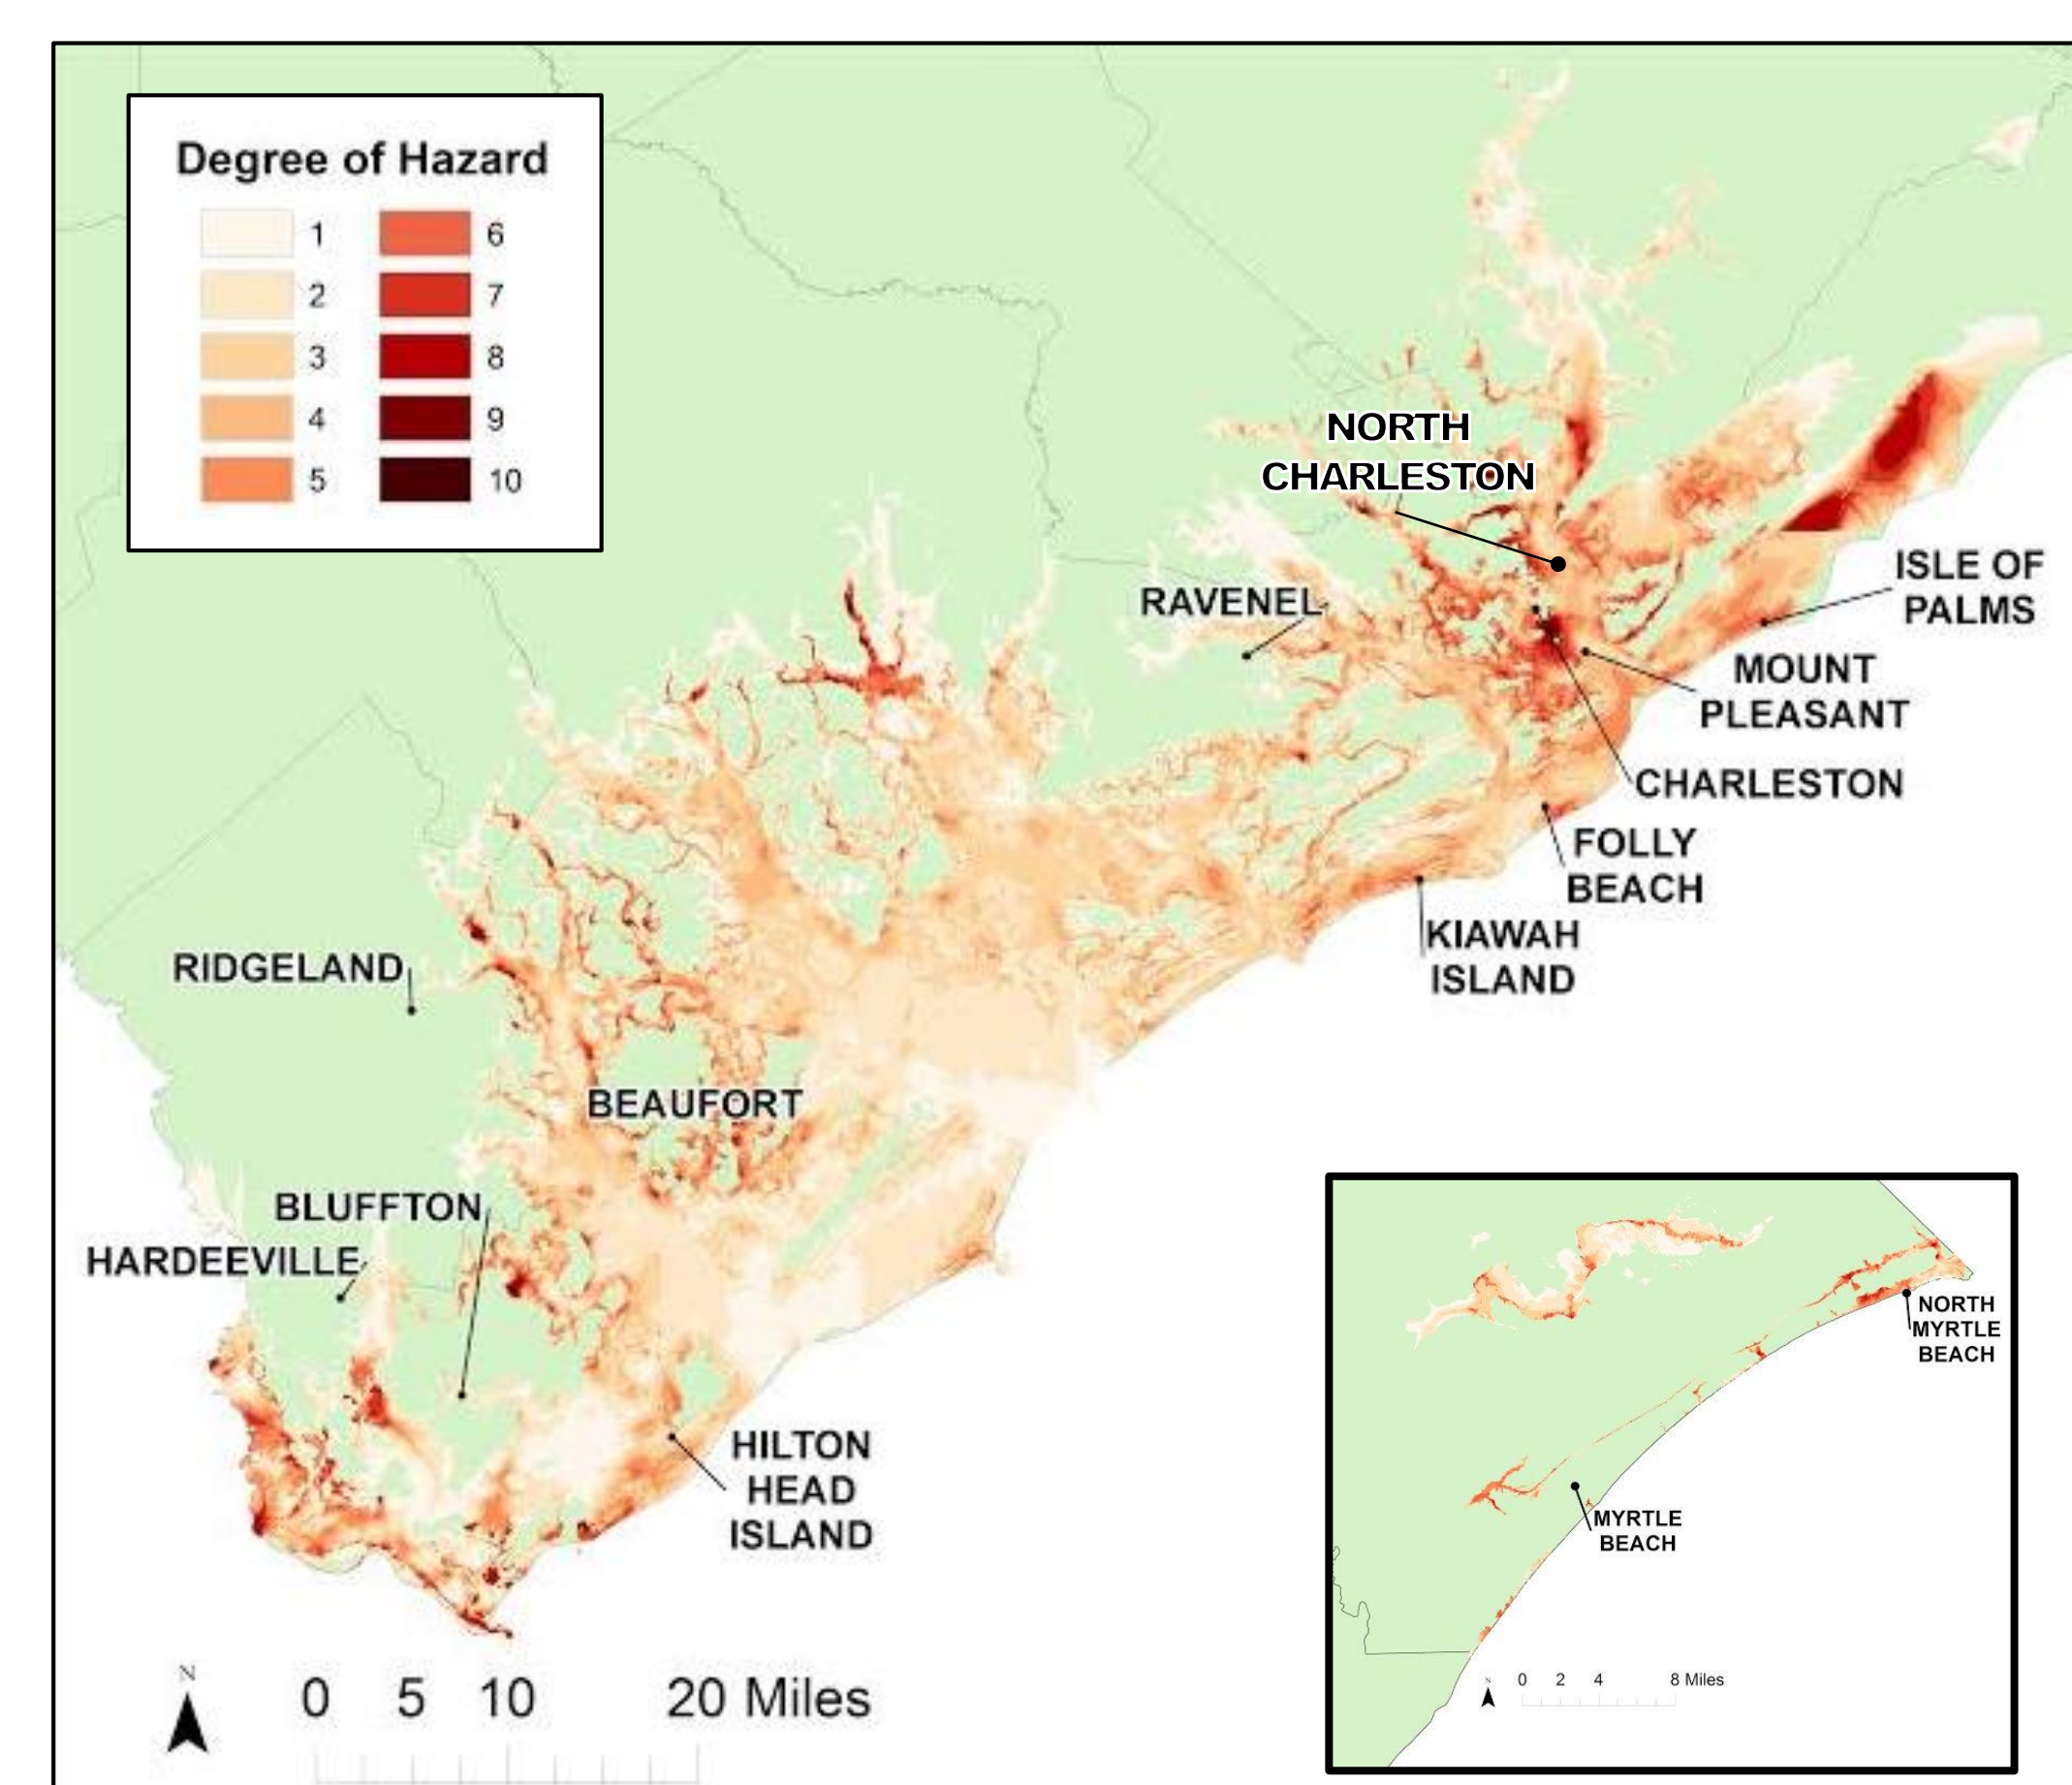 Degree of Hazard
1
6
2
7
3
8
4
9
5
10
NORTH
CHARLESTON
RAVENEL
ISLE OF
PALMS
MOUNT
PLEASANT
CHARLESTON
FOLLY
BEACH
KIAWAH
ISLAND
RIDGELAND
BEAUFORT
BLUFFTON
HARDEEVILLE
HILTON
HEAD
ISLAND
N
0 5 10 20 Miles
NORTH
MYRTLE
BEACH
MYRTLE
BEACH
N
0 2 4 8 Miles